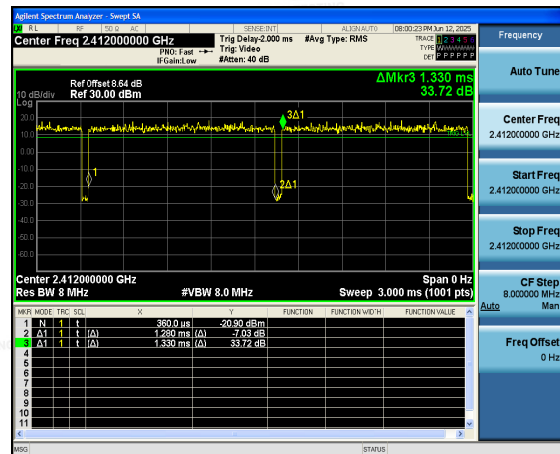 Agilent Spectrum Analyzer - Swept SA
RL RF 50 Ω AC SENSE:INT ALIGN AUTO 08:00:23 PM Jun 12, 2025
Center Freq 2.412000000 GHz
PNO: Fast
IFGain:Low
Trig Delay-2.000 ms
Trig: Video
#Atten: 40 dB
#Avg Type: RMS
TRACE 1 2 3 4 5 6
TYPE WWWWWW
DET P P P P P P
Frequency
Auto Tune
Center Freq
2.412000000 GHz
Start Freq
2.412000000 GHz
Stop Freq
2.412000000 GHz
CF Step
8.000000 MHz
Auto Man
Freq Offset
0 Hz
ΔMkr3 1.330 ms
33.72 dB
Ref Offset 8.64 dB
Ref 30.00 dBm
10 dB/div
Log
20.0
10.0
0.00
-10.0
-20.0
-30.0
-40.0
-50.0
-60.0
3Δ1
1
2Δ1
Center 2.412000000 GHz
Span 0 Hz
Res BW 8 MHz
#VBW 8.0 MHz
Sweep 3.000 ms (1001 pts)
MKR MODE TRC SCL X Y FUNCTION FUNCTION WIDTH FUNCTION VALUE
1 N 1 t 360.0 µs -20.90 dBm
2 Δ1 1 t (Δ) 1.280 ms (Δ) -7.03 dB
3 Δ1 1 t (Δ) 1.330 ms (Δ) 33.72 dB
4
5
6
7
8
9
10
11
MSG STATUS